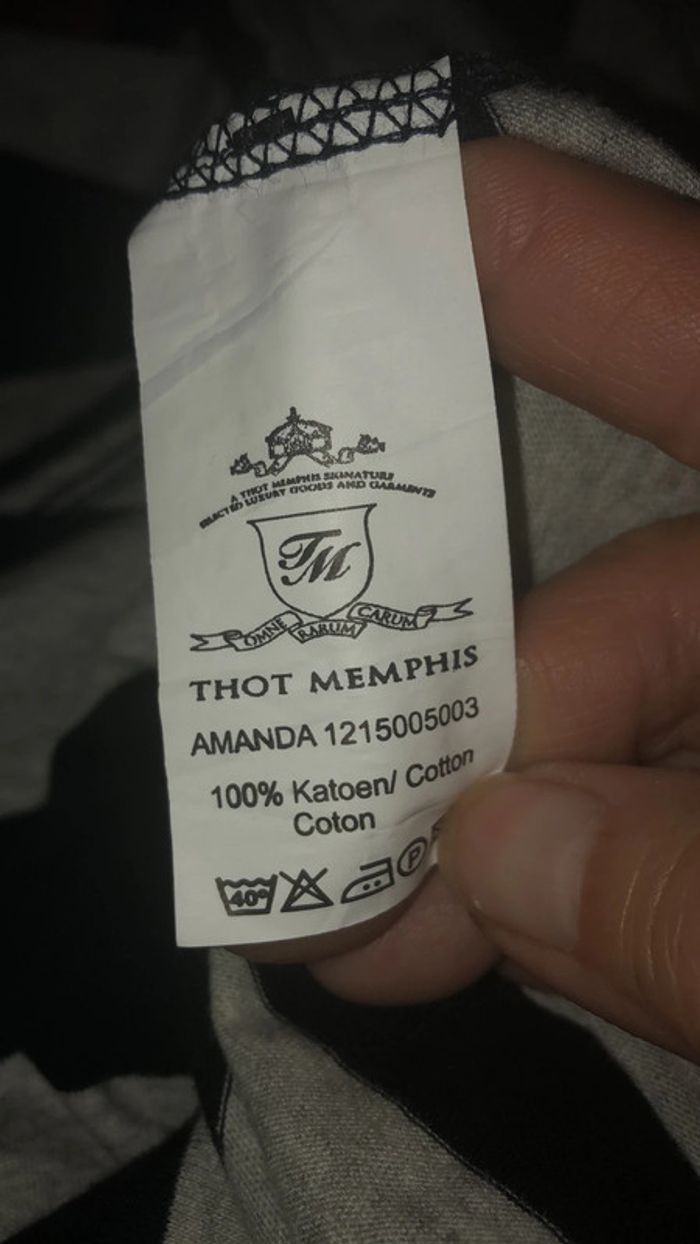 A THOT MEMPHIS SIGNATURE
SELECTED LUXURY GOODS AND GARMENTS
TM
OMNE RARUM CARUM
THOT MEMPHIS
AMANDA 1215005003
100% Katoen/ Cotton
Coton
40° P